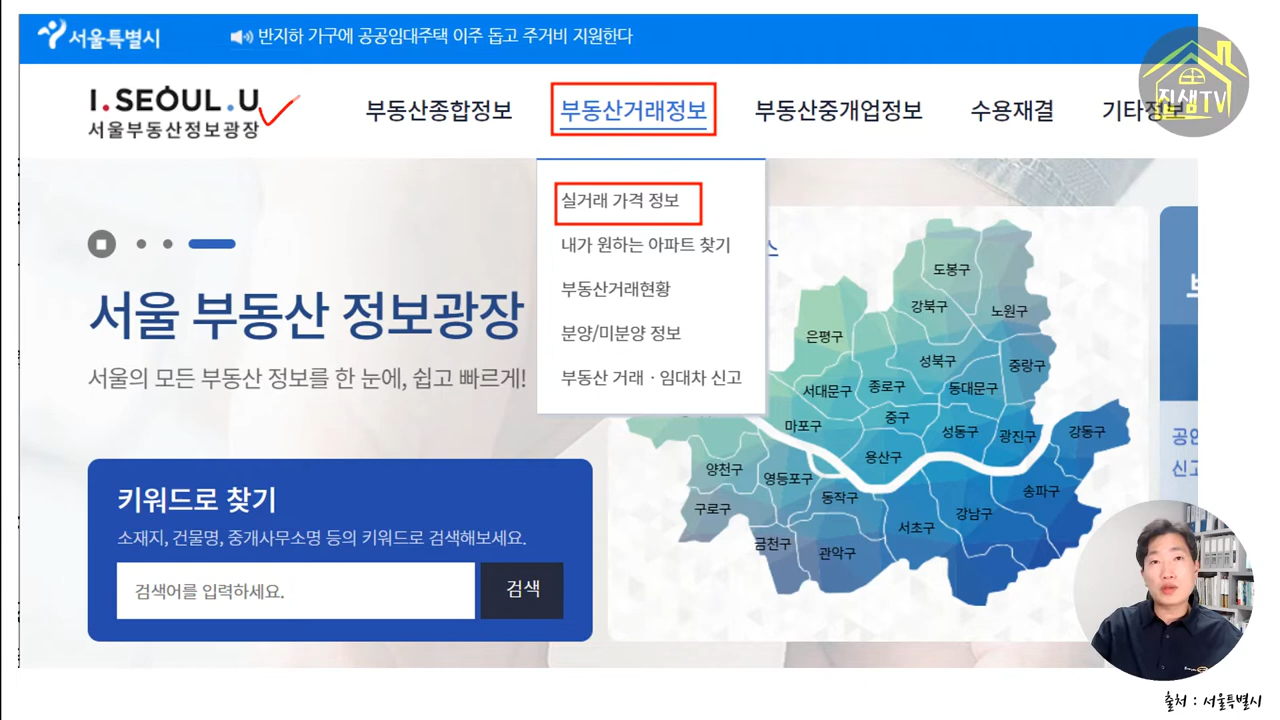 서울특별시
반지하 가구에 공공임대주택 이주 돕고 주거비 지원한다
I.SEOUL.U
서울부동산정보광장
부동산종합정보
부동산거래정보
부동산중개업정보
수용재결
기타정보
진샘TV
실거래 가격 정보
내가 원하는 아파트 찾기
부동산거래현황
분양/미분양 정보
부동산 거래 · 임대차 신고
스
서울 부동산 정보광장
서울의 모든 부동산 정보를 한 눈에, 쉽고 빠르게!
키워드로 찾기
소재지, 건물명, 중개사무소명 등의 키워드로 검색해보세요.
검색어를 입력하세요.
검색
도봉구
강북구
노원구
은평구
성북구
중랑구
서대문구
종로구
동대문구
마포구
중구
성동구
광진구
강동구
용산구
양천구
영등포구
동작구
송파구
구로구
서초구
강남구
금천구
관악구
공인
신고
출처 : 서울특별시